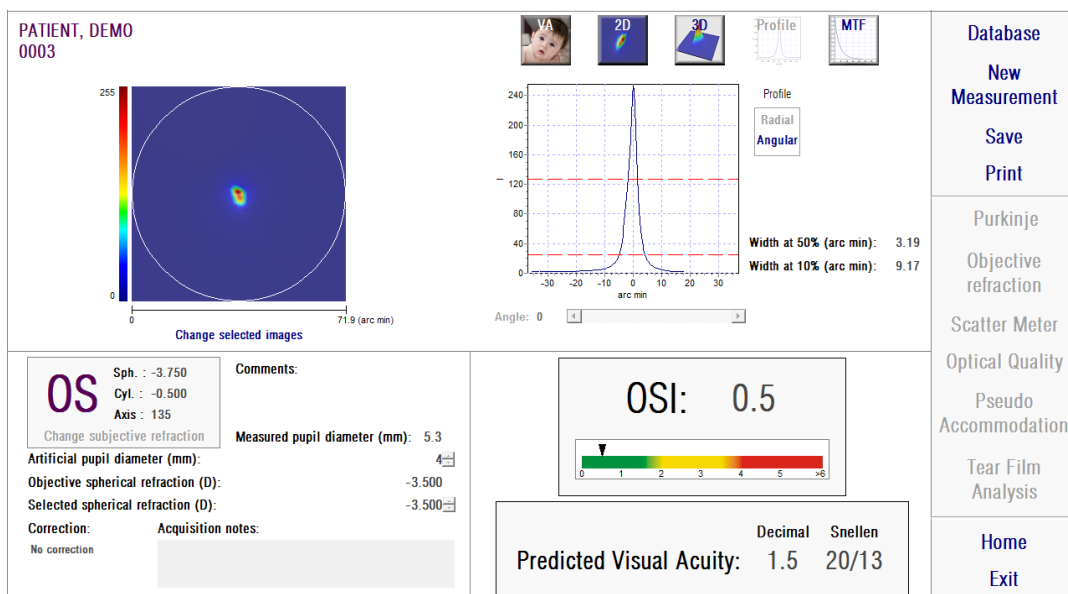 PATIENT, DEMO
0003
255
0
0
71.9 (arc min)
Change selected images
VA
2D
3D
Profile
MTF
240
200
160
120
80
40
0
-30 -20 -10 0 10 20 30
arc min
Profile
Radial
Angular
Width at 50% (arc min): 3.19
Width at 10% (arc min): 9.17
Angle: 0
OS
Sph. : -3.750
Cyl. : -0.500
Axis : 135
Change subjective refraction
Comments:
Measured pupil diameter (mm): 5.3
Artificial pupil diameter (mm): 4
Objective spherical refraction (D): -3.500
Selected spherical refraction (D): -3.500
Correction: Acquisition notes:
No correction
OSI: 0.5
0 1 2 3 4 5 >6
Decimal Snellen
Predicted Visual Acuity: 1.5 20/13
Database
New
Measurement
Save
Print
Purkinje
Objective
refraction
Scatter Meter
Optical Quality
Pseudo
Accommodation
Tear Film
Analysis
Home
Exit